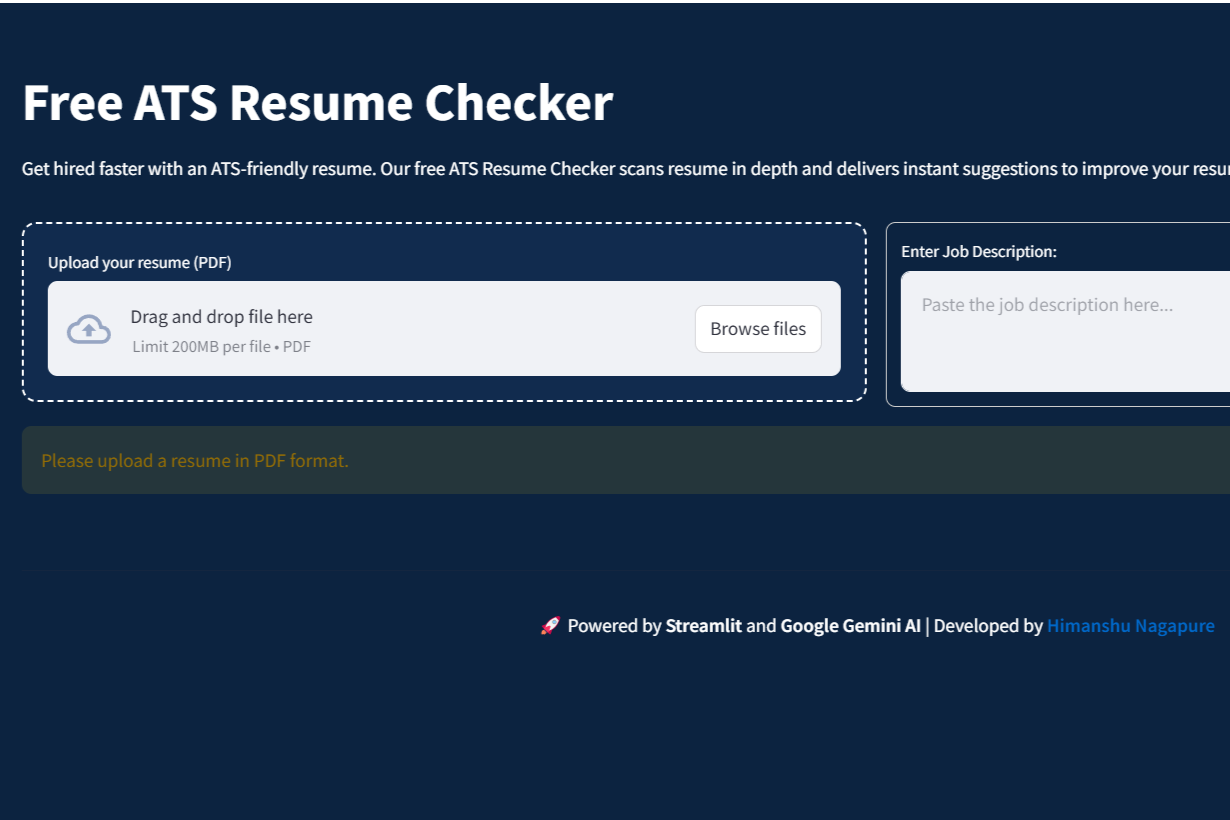 Free ATS Resume Checker
Get hired faster with an ATS-friendly resume. Our free ATS Resume Checker scans resume in depth and delivers instant suggestions to improve your
Upload your resume (PDF)
Drag and drop file here
Limit 200MB per file • PDF
Browse files
Enter Job Description:
Paste the job description here...
Please upload a resume in PDF format.
🚀 Powered by Streamlit and Google Gemini AI | Developed by Himanshu Nagapure